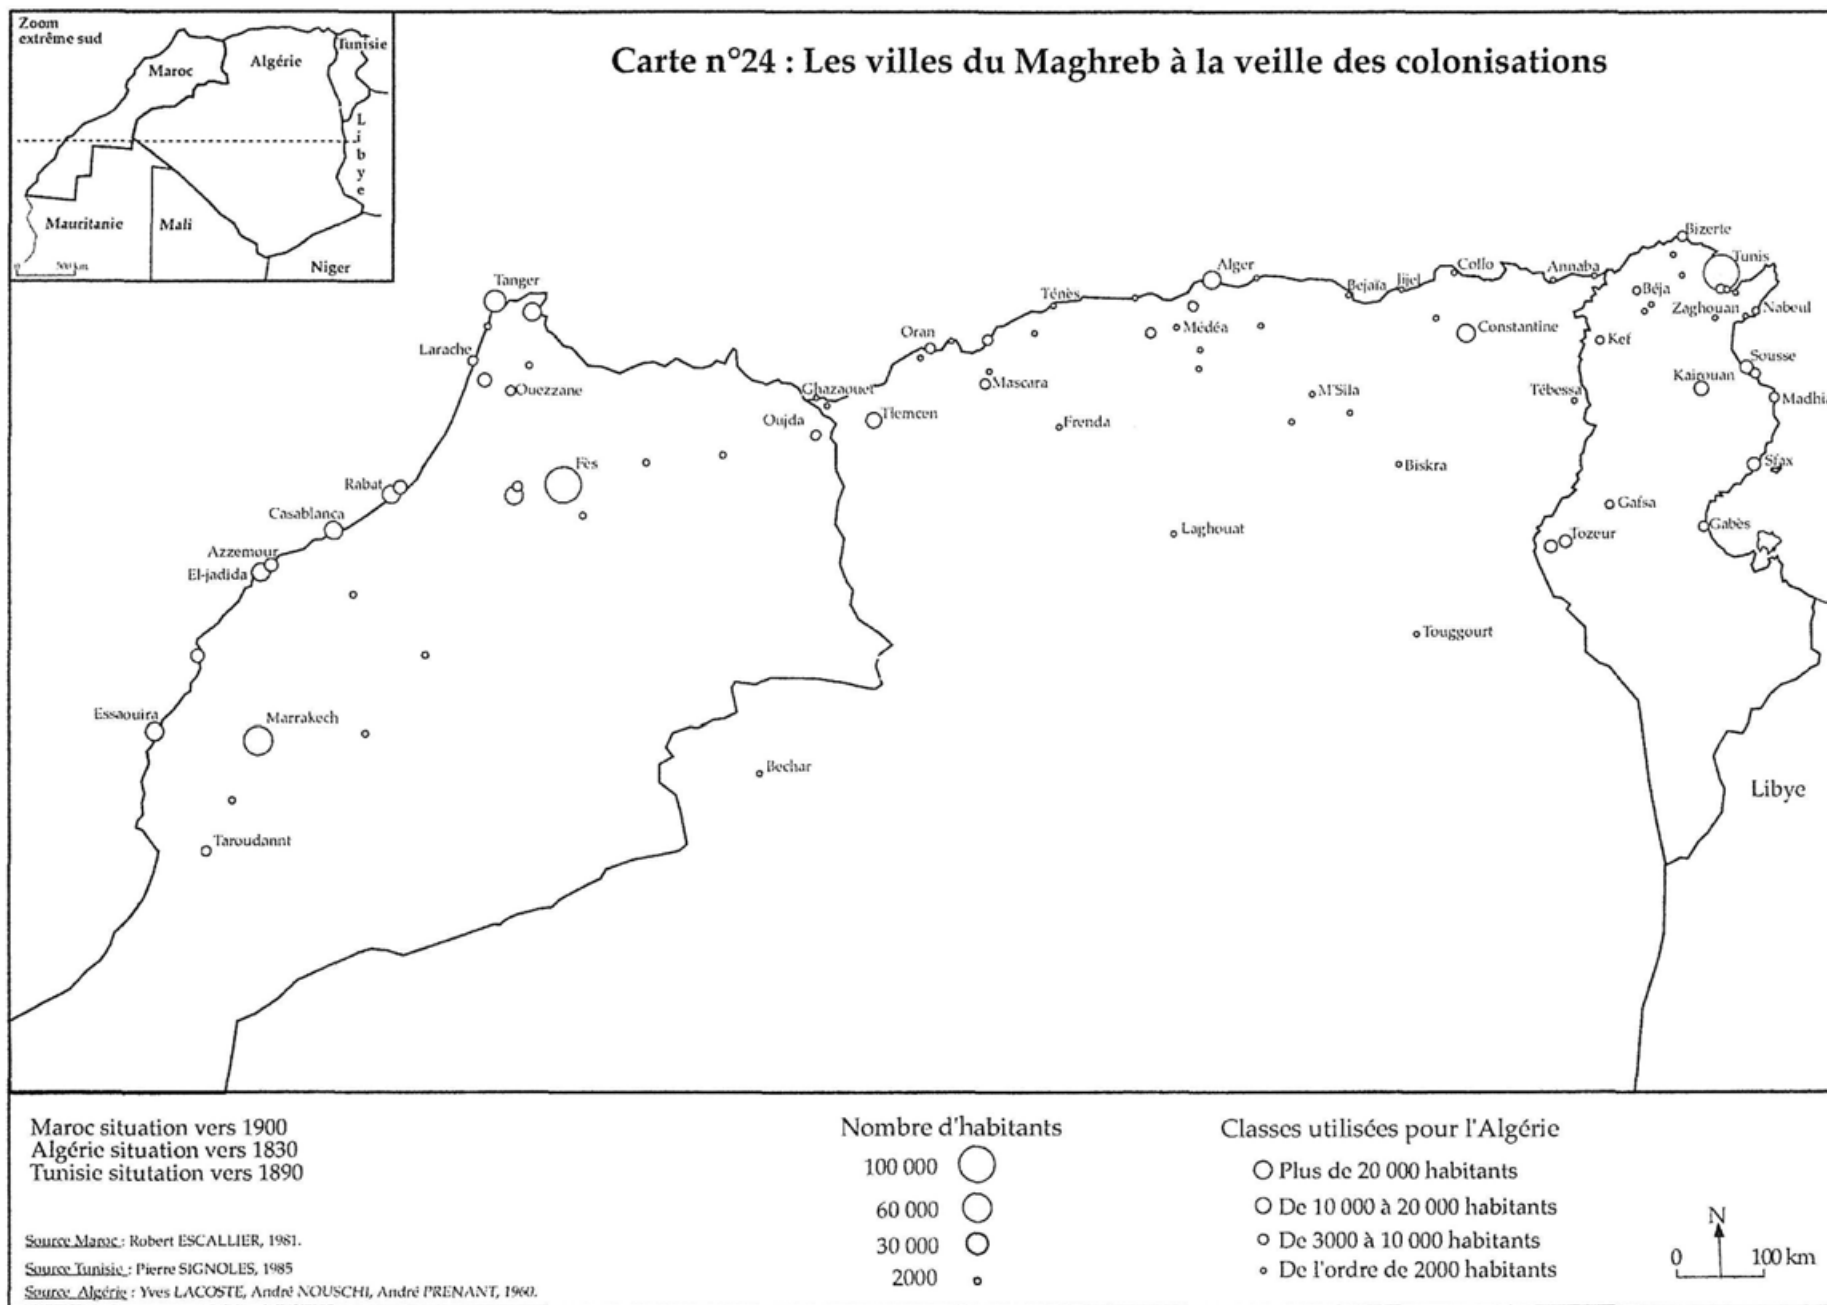 Carte n°24 : Les villes du Maghreb à la veille des colonisations
Zoom
extrême sud
Maroc
Algérie
Tunisie
Libye
Mauritanie
Mali
Niger
0 500 km
Tanger
Larache
Ouezzane
Rabat
Casablanca
Azzemour
El-jadida
Fès
Oujda
Essaouira
Marrakech
Taroudannt
Ghazaouet
Tlemcen
Oran
Mascara
Ténès
Frenda
Alger
Médéa
Bejaïa
Jijel
Collo
Constantine
Annaba
M'Sila
Biskra
Tébessa
Laghouat
Touggourt
Bechar
Bizerte
Tunis
Béja
Zaghouan
Nabeul
Kef
Sousse
Kairouan
Madhia
Sfax
Gafsa
Gabès
Tozeur
Libye
Maroc situation vers 1900
Algérie situation vers 1830
Tunisie situtation vers 1890
Source Maroc : Robert ESCALLIER, 1981.
Source Tunisie : Pierre SIGNOLES, 1985
Source Algérie : Yves LACOSTE, André NOUSCHI, André PRENANT, 1960.
Nombre d'habitants
100 000
60 000
30 000
2000
Classes utilisées pour l'Algérie
Plus de 20 000 habitants
De 10 000 à 20 000 habitants
De 3000 à 10 000 habitants
De l'ordre de 2000 habitants
N
0 100 km